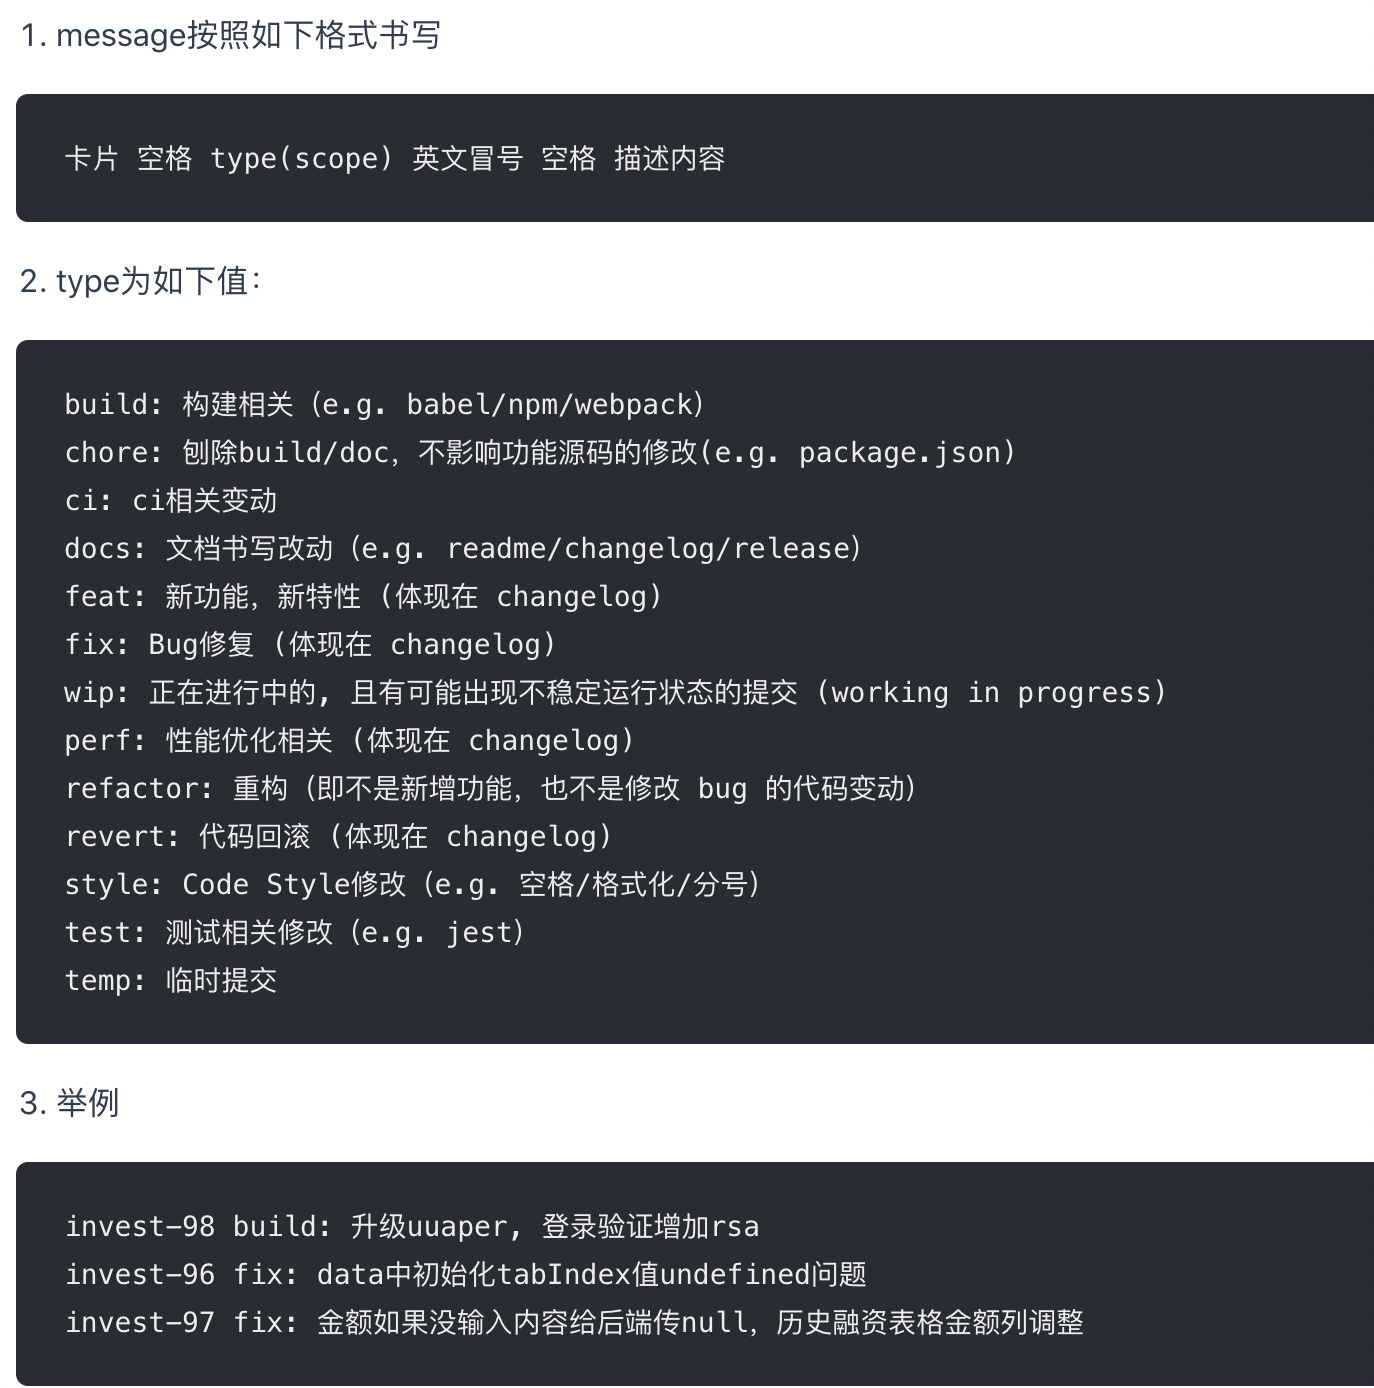 1. message按照如下格式书写
卡片 空格 type(scope) 英文冒号 空格 描述内容
2. type为如下值：
build: 构建相关（e.g. babel/npm/webpack）
chore: 刨除build/doc，不影响功能源码的修改(e.g. package.json)
ci: ci相关变动
docs: 文档书写改动（e.g. readme/changelog/release）
feat: 新功能，新特性 (体现在 changelog)
fix: Bug修复 (体现在 changelog)
wip: 正在进行中的, 且有可能出现不稳定运行状态的提交 (working in progress)
perf: 性能优化相关 (体现在 changelog)
refactor: 重构（即不是新增功能，也不是修改 bug 的代码变动）
revert: 代码回滚 (体现在 changelog)
style: Code Style修改（e.g. 空格/格式化/分号）
test: 测试相关修改（e.g. jest）
temp: 临时提交
3. 举例
invest-98 build: 升级uuaper, 登录验证增加rsa
invest-96 fix: data中初始化tabIndex值undefined问题
invest-97 fix: 金额如果没输入内容给后端传null，历史融资表格金额列调整